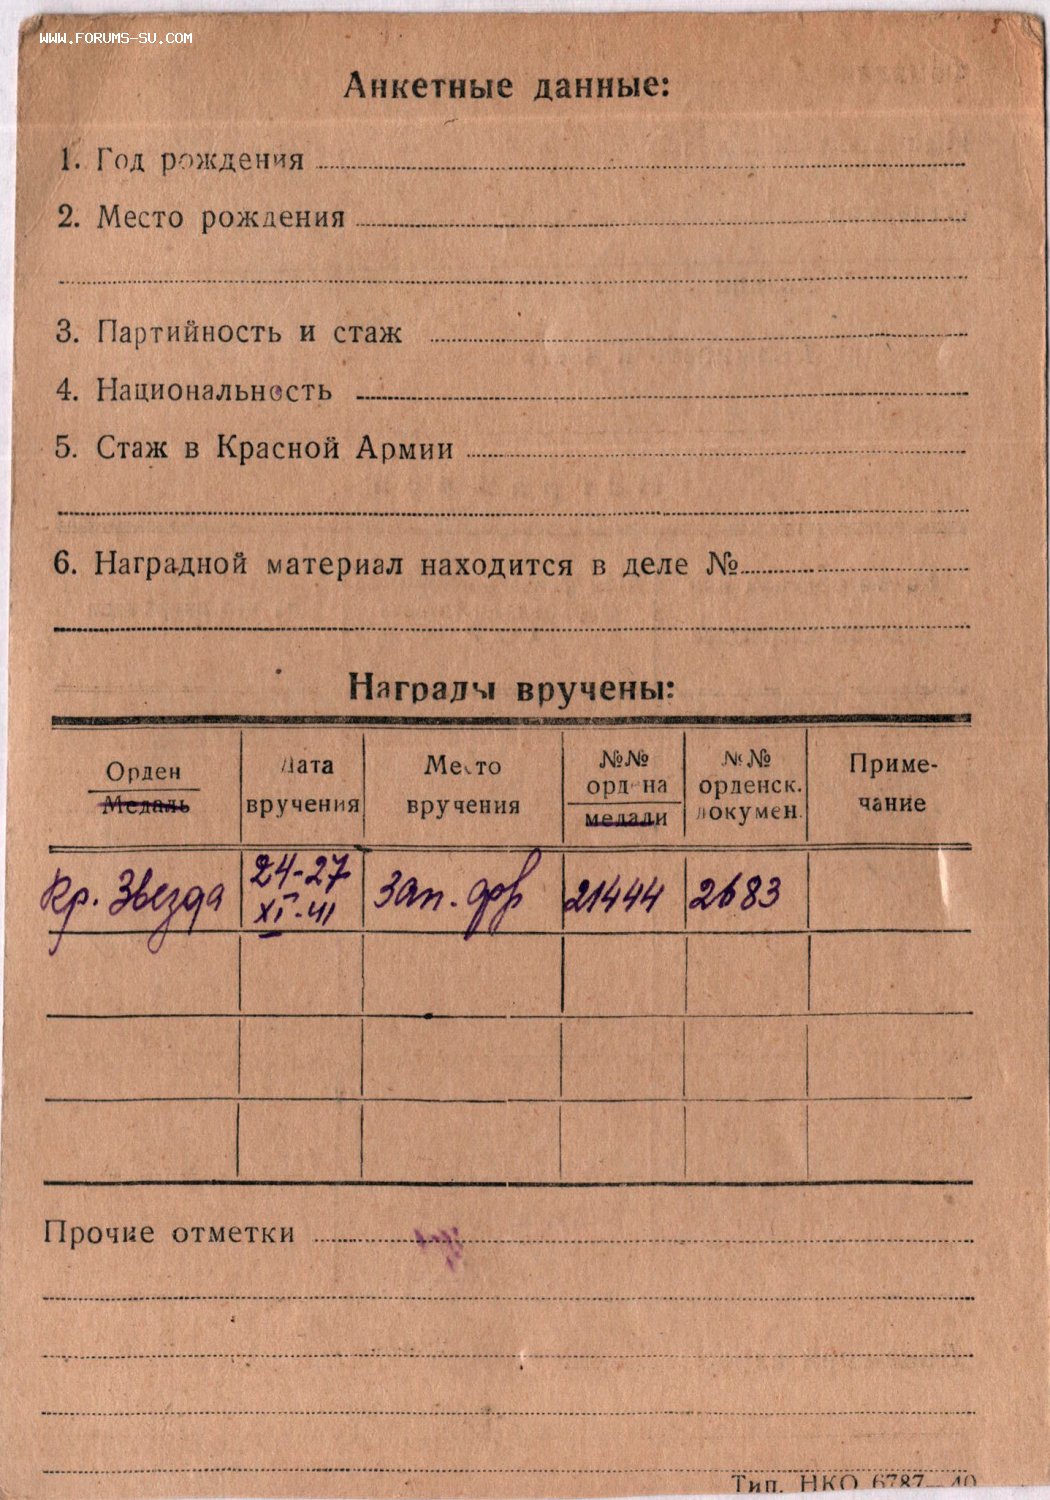 WWW.FORUMS-SU.COM
Анкетные данные:
1. Год рождения
2. Место рождения
3. Партийность и стаж
4. Национальность
5. Стаж в Красной Армии
6. Наградной материал находится в деле №
Награды вручены:
Орден
Медаль
Дата
вручения
Место
вручения
№№
ордена
медали
№№
орденск.
докумен.
Приме-
чание
Кр. Звезда
24-27
XI-41
Зап. фр
21444
2683
Прочие отметки
Тип. НКО 6787—40